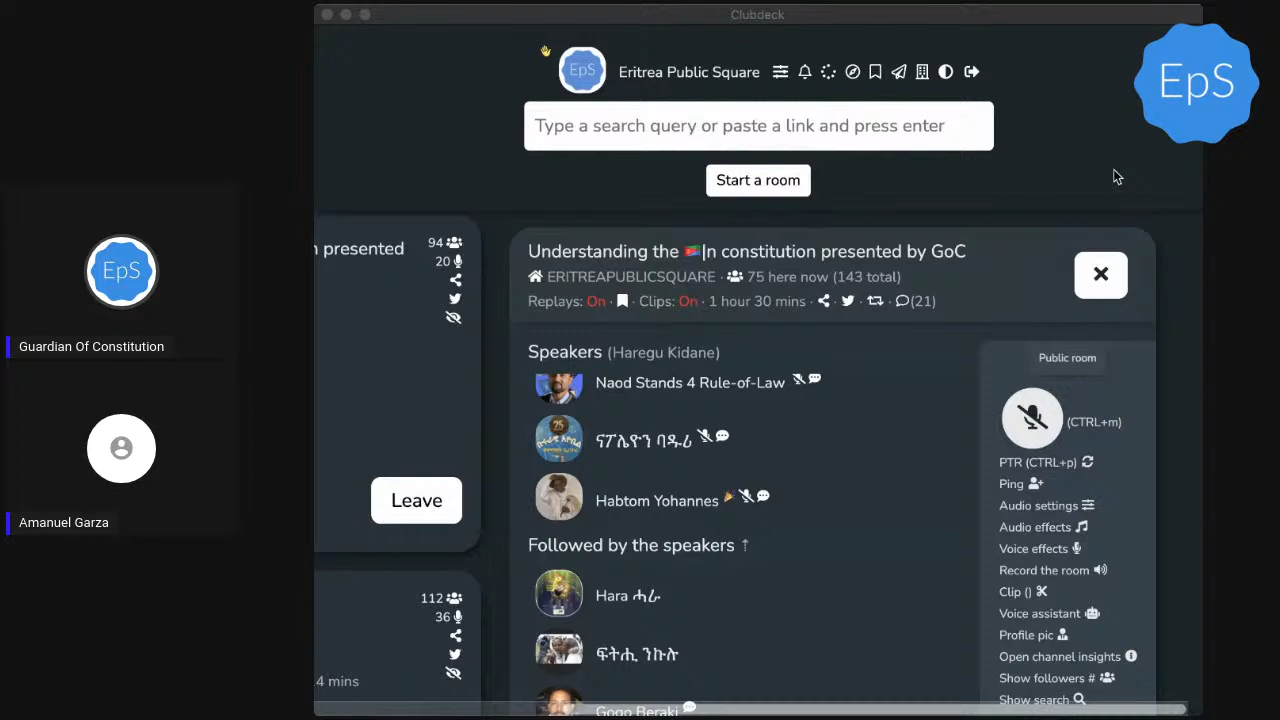 Clubdeck
EpS
Eritrea Public Square
EpS
Type a search query or paste a link and press enter
Start a room
n presented
94
20
Leave
112
36
4 mins
Understanding the 🇪🇷|n constitution presented by GoC
ERITREAPUBLICSQUARE · 75 here now (143 total)
Replays: On · Clips: On · 1 hour 30 mins · (21)
Speakers (Haregu Kidane)
Naod Stands 4 Rule-of-Law
25
ናፖሊዮን ባዱሪ
Habtom Yohannes
Followed by the speakers ⇡
Hara ሓራ
ፍትሒ ንኩሉ
Gogo Beraki
Public room
(CTRL+m)
PTR (CTRL+p)
Ping
Audio settings
Audio effects
Voice effects
Record the room
Clip ()
Voice assistant
Profile pic
Open channel insights
Show followers #
Show search
EpS
Guardian Of Constitution
Amanuel Garza